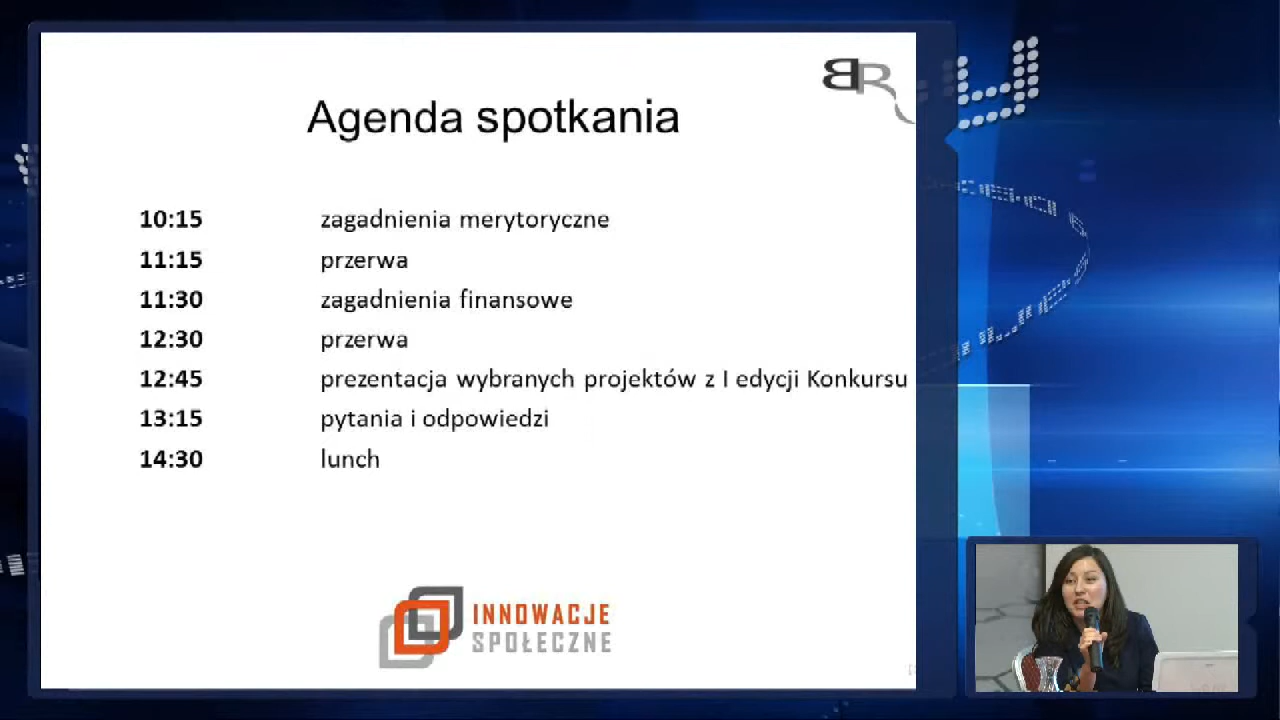 BR
Agenda spotkania
10:15 zagadnienia merytoryczne
11:15 przerwa
11:30 zagadnienia finansowe
12:30 przerwa
12:45 prezentacja wybranych projektów z I edycji Konkursu
13:15 pytania i odpowiedzi
14:30 lunch
INNOWACJE
SPOŁECZNE